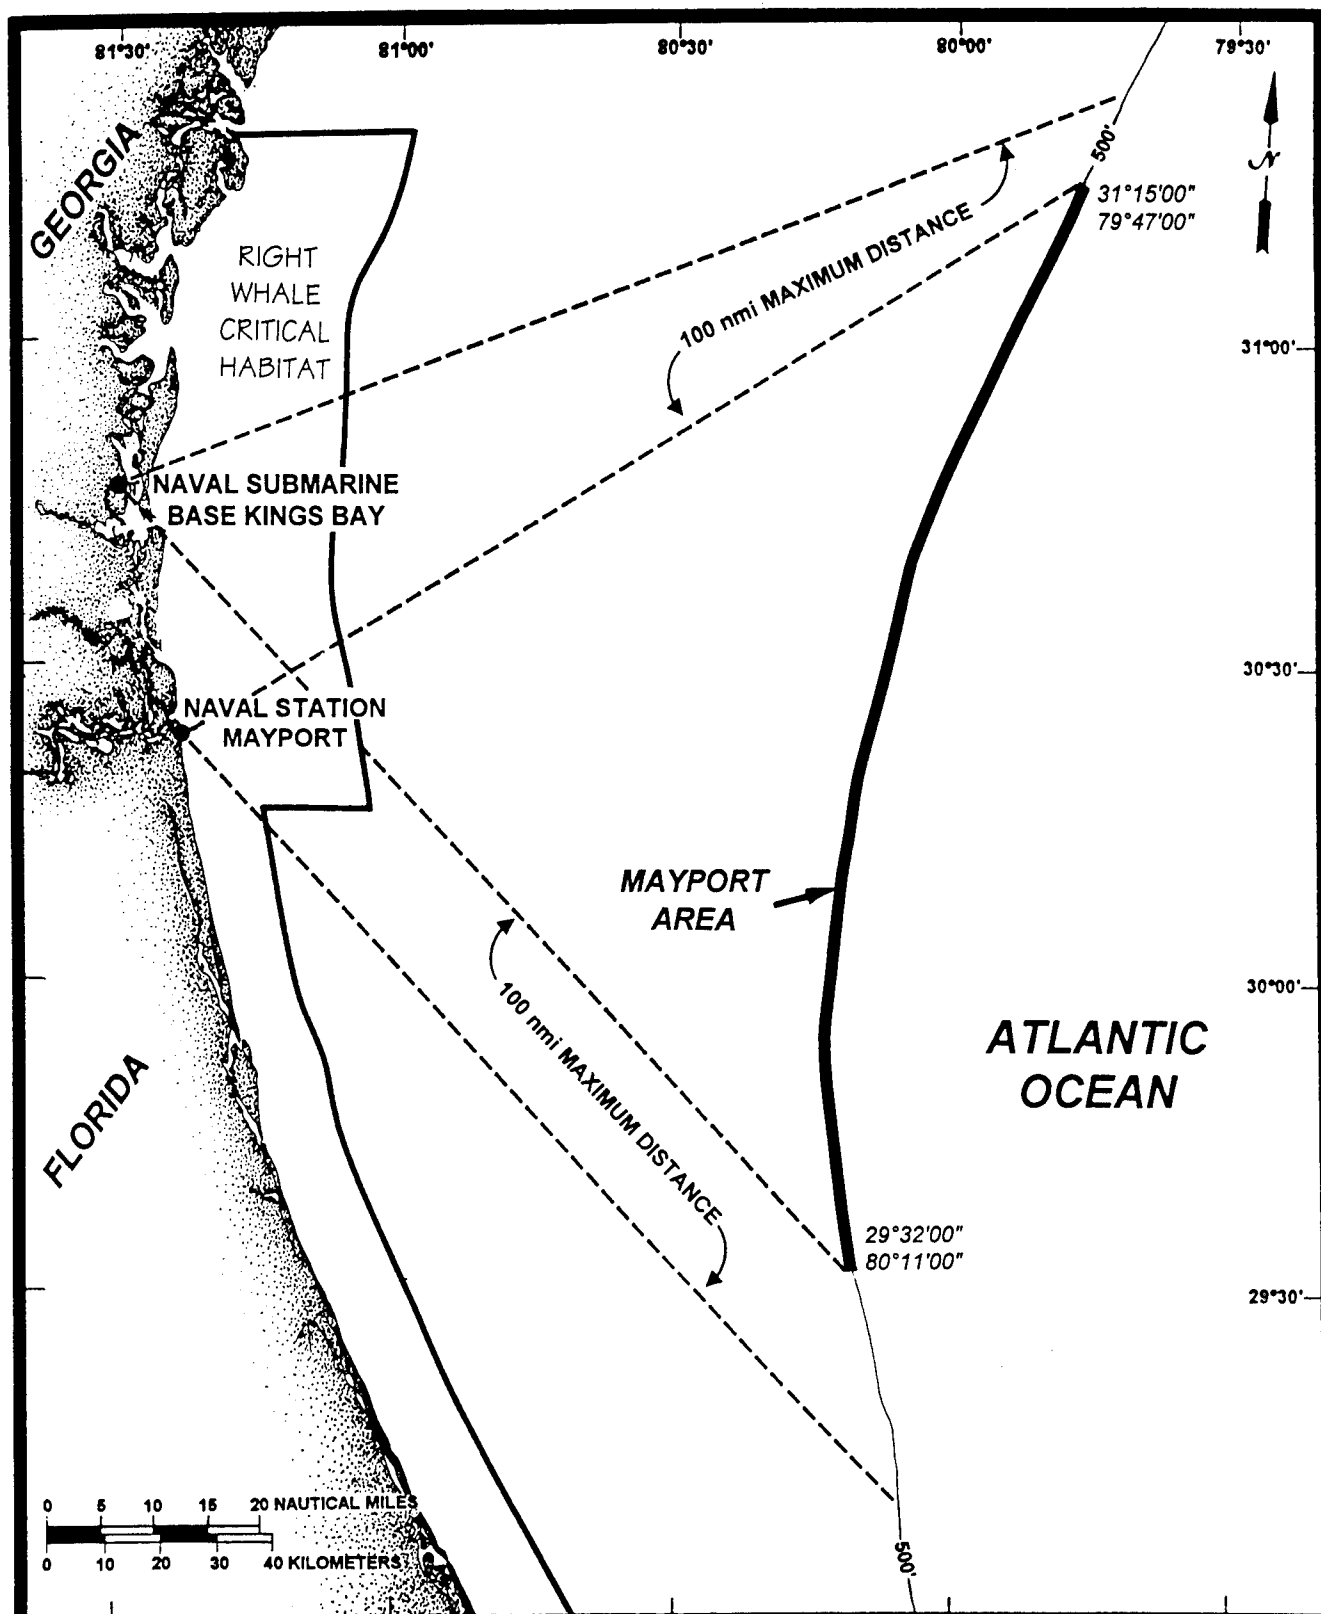 81°30'
81°00'
80°30'
80°00'
79°30'
N
GEORGIA
500'
31°15'00"
79°47'00"
RIGHT
WHALE
CRITICAL
HABITAT
100 nmi MAXIMUM DISTANCE
31°00'
NAVAL SUBMARINE
BASE KINGS BAY
30°30'
NAVAL STATION
MAYPORT
MAYPORT
AREA
30°00'
100 nmi MAXIMUM DISTANCE
ATLANTIC
OCEAN
FLORIDA
29°32'00"
80°11'00"
29°30'
0 5 10 15 20 NAUTICAL MILES
0 10 20 30 40 KILOMETERS
500'